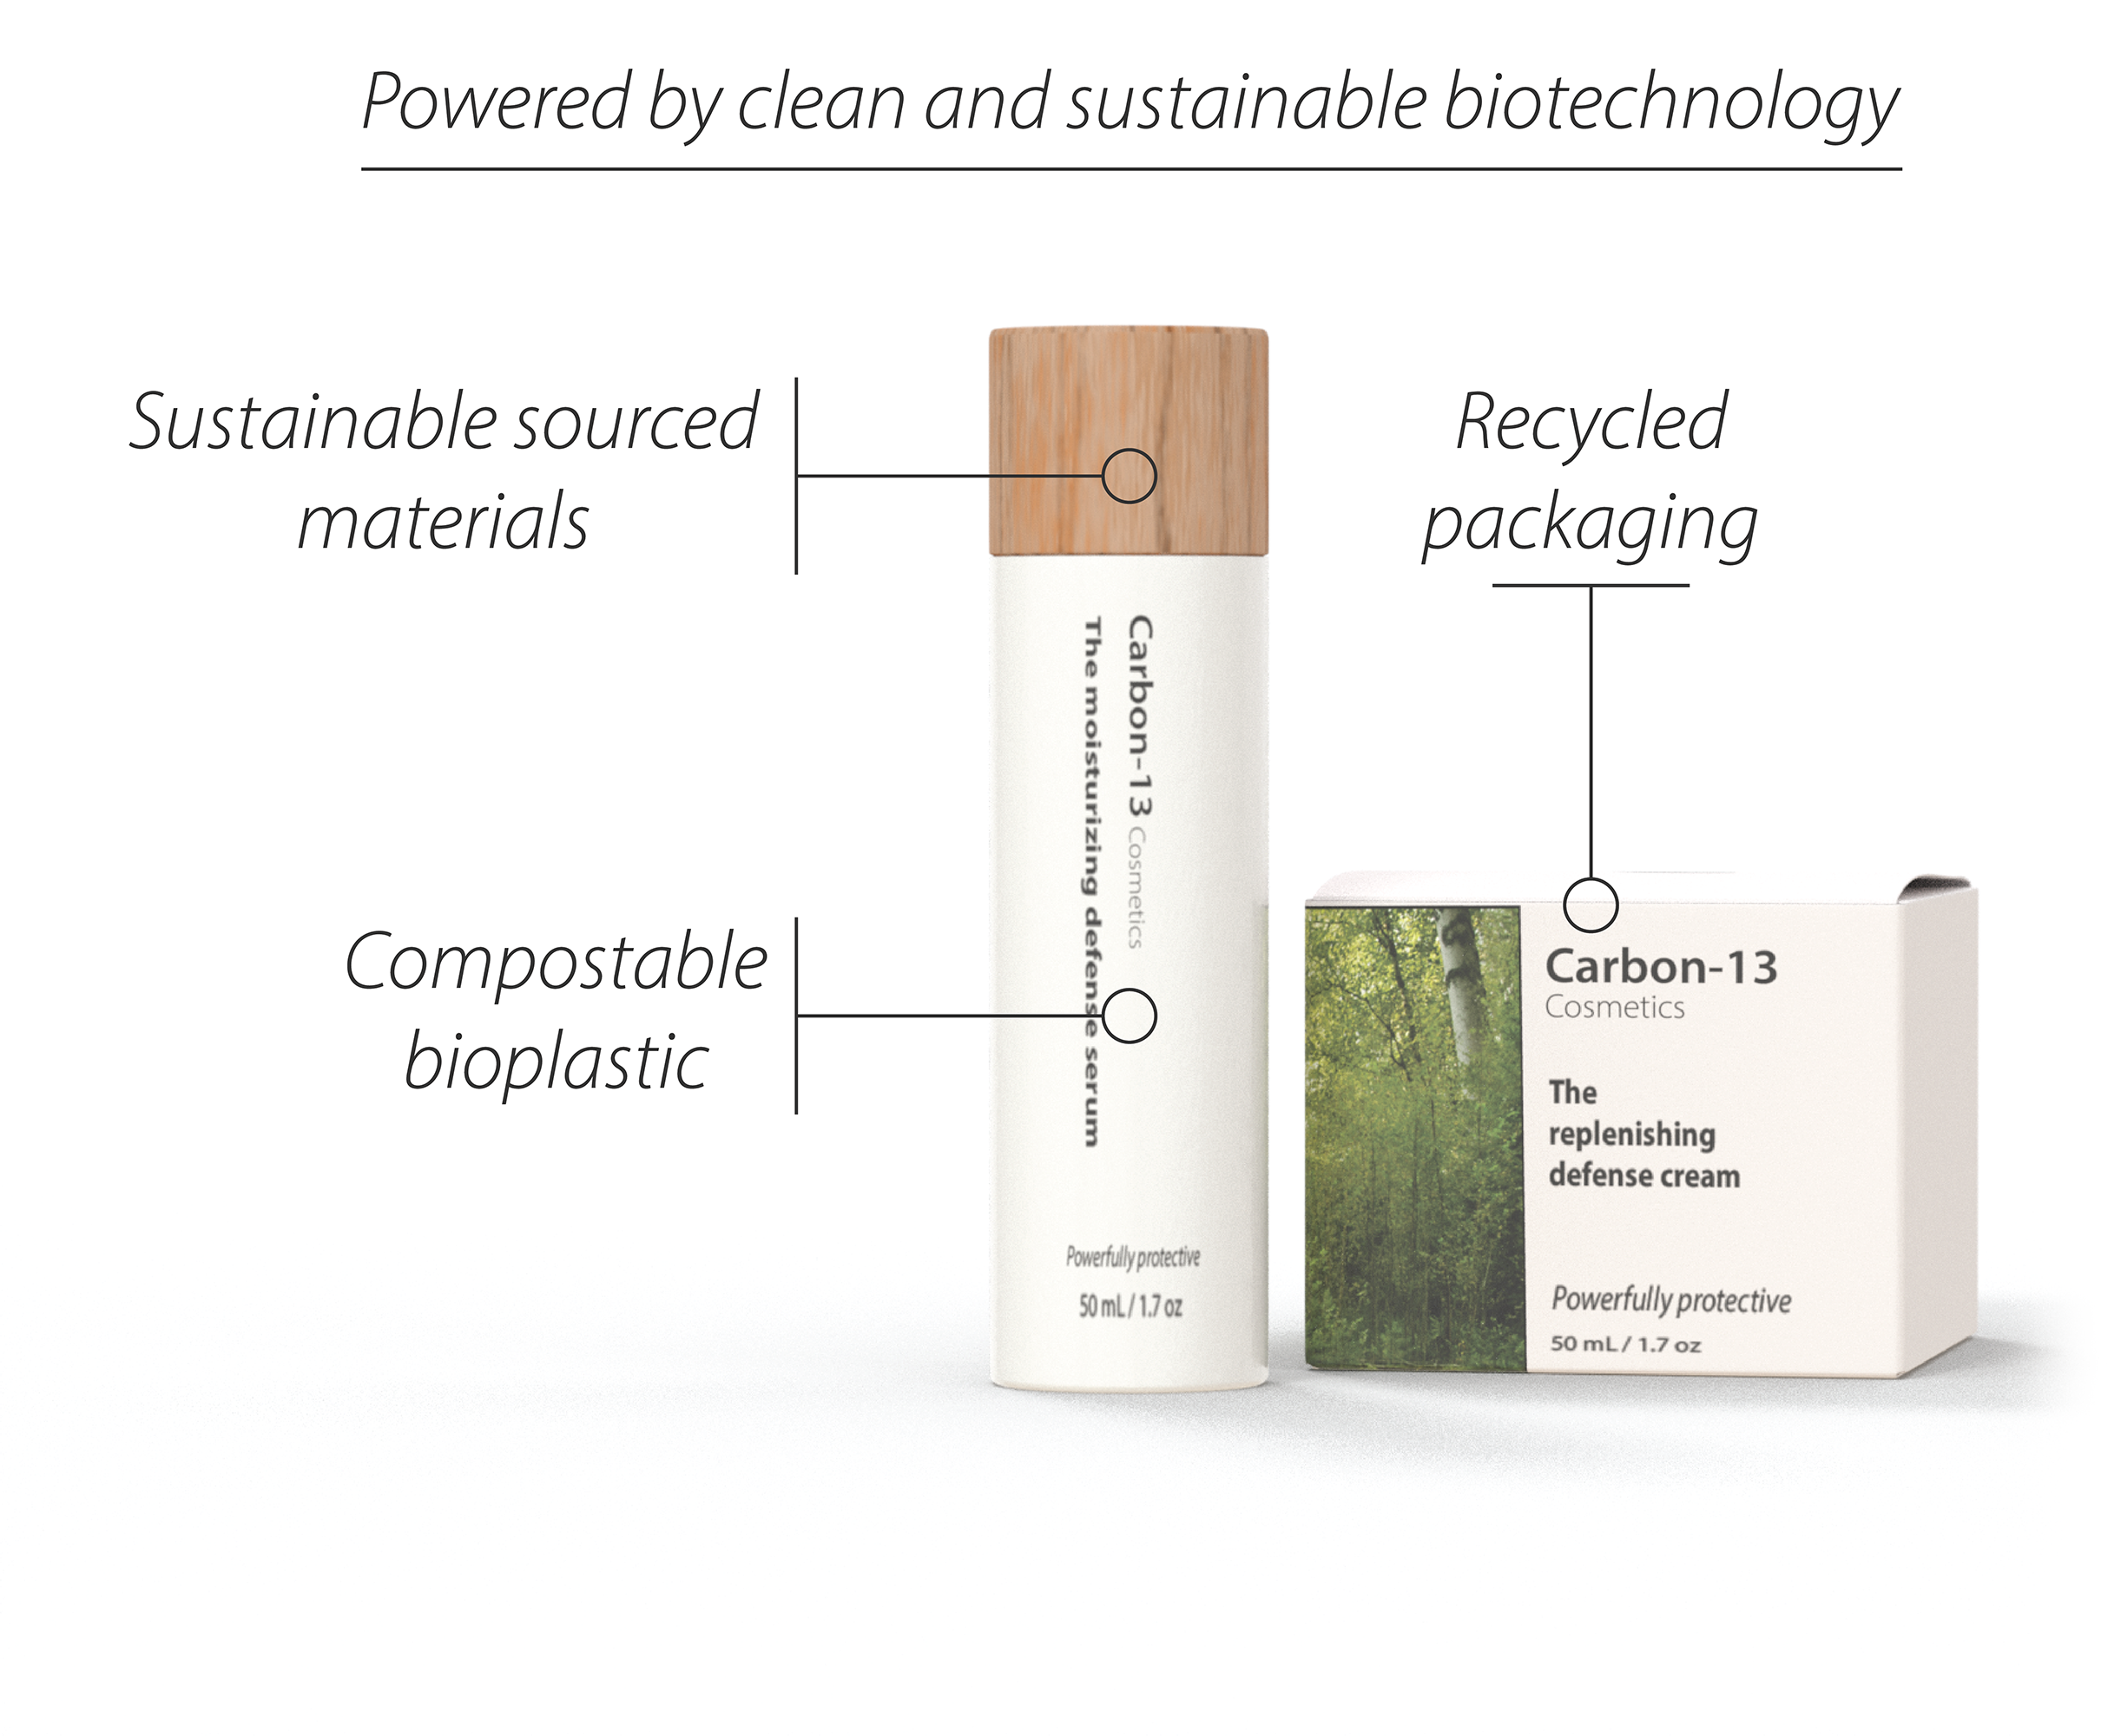 Powered by clean and sustainable biotechnology
Sustainable sourced
materials
Recycled
packaging
Compostable
bioplastic
Carbon-13 Cosmetics
The moisturizing defense serum
Powerfully protective
50 mL / 1.7 oz
Carbon-13
Cosmetics
The
replenishing
defense cream
Powerfully protective
50 mL / 1.7 oz